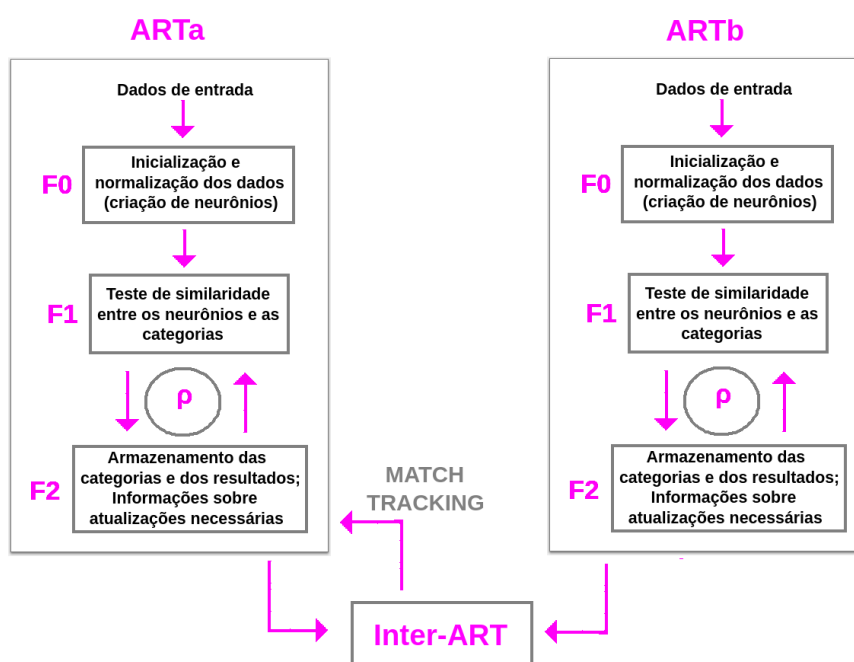 ARTa
Dados de entrada
F0
Inicialização e
normalização dos dados
(criação de neurônios)
F1
Teste de similaridade
entre os neurônios e as
categorias
ρ
F2
Armazenamento das
categorias e dos resultados;
Informações sobre
atualizações necessárias
ARTb
Dados de entrada
F0
Inicialização e
normalização dos dados
(criação de neurônios)
F1
Teste de similaridade
entre os neurônios e as
categorias
ρ
F2
Armazenamento das
categorias e dos resultados;
Informações sobre
atualizações necessárias
MATCH
TRACKING
Inter-ART